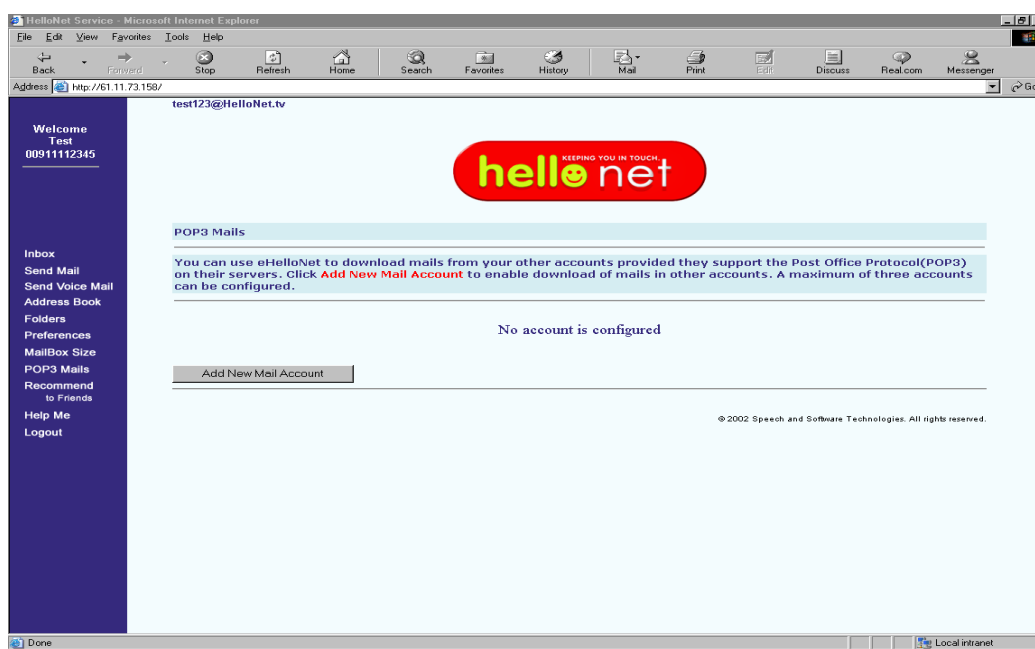 HelloNet Service - Microsoft Internet Explorer
File Edit View Favorites Tools Help
Back Forward Stop Refresh Home Search Favorites History Mail Print Edit Discuss Real.com Messenger
Address http://61.11.73.158/ Go
test123@HelloNet.tv
Welcome
Test
00911112345
KEEPING YOU IN TOUCH.
hello net
POP3 Mails
You can use eHelloNet to download mails from your other accounts provided they support the Post Office Protocol(POP3)
on their servers. Click Add New Mail Account to enable download of mails in other accounts. A maximum of three accounts
can be configured.
No account is configured
Add New Mail Account
© 2002 Speech and Software Technologies. All rights reserved.
Inbox
Send Mail
Send Voice Mail
Address Book
Folders
Preferences
MailBox Size
POP3 Mails
Recommend
to Friends
Help Me
Logout
Done Local intranet